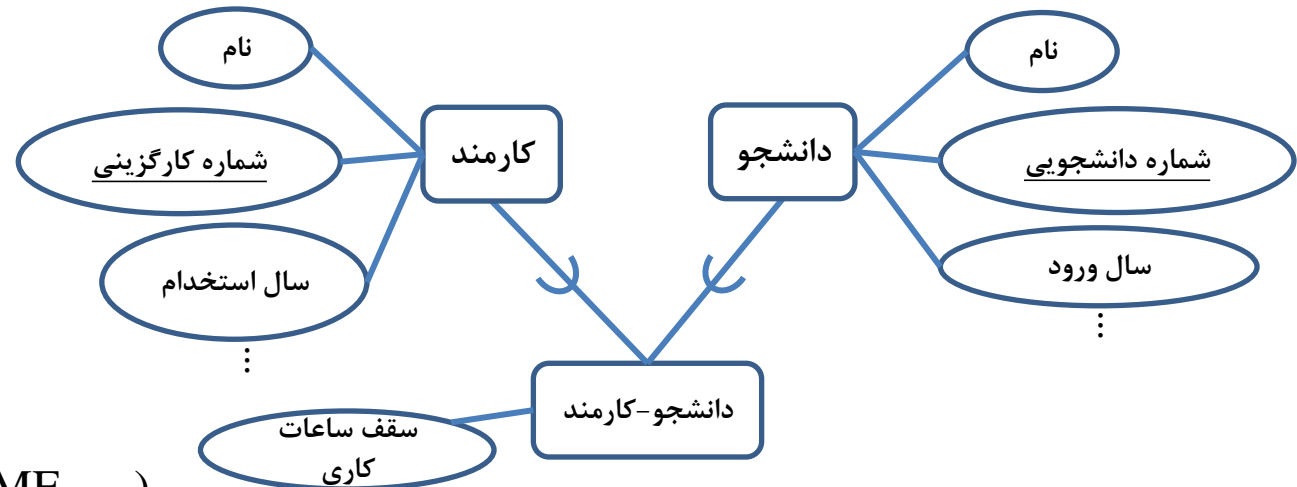 نام
نام
دانشجو
کارمند
شماره دانشجویی
شماره کارگزینی
سال ورود
سال استخدام
⋮
⋮
دانشجو-کارمند
سقف ساعات
کاری